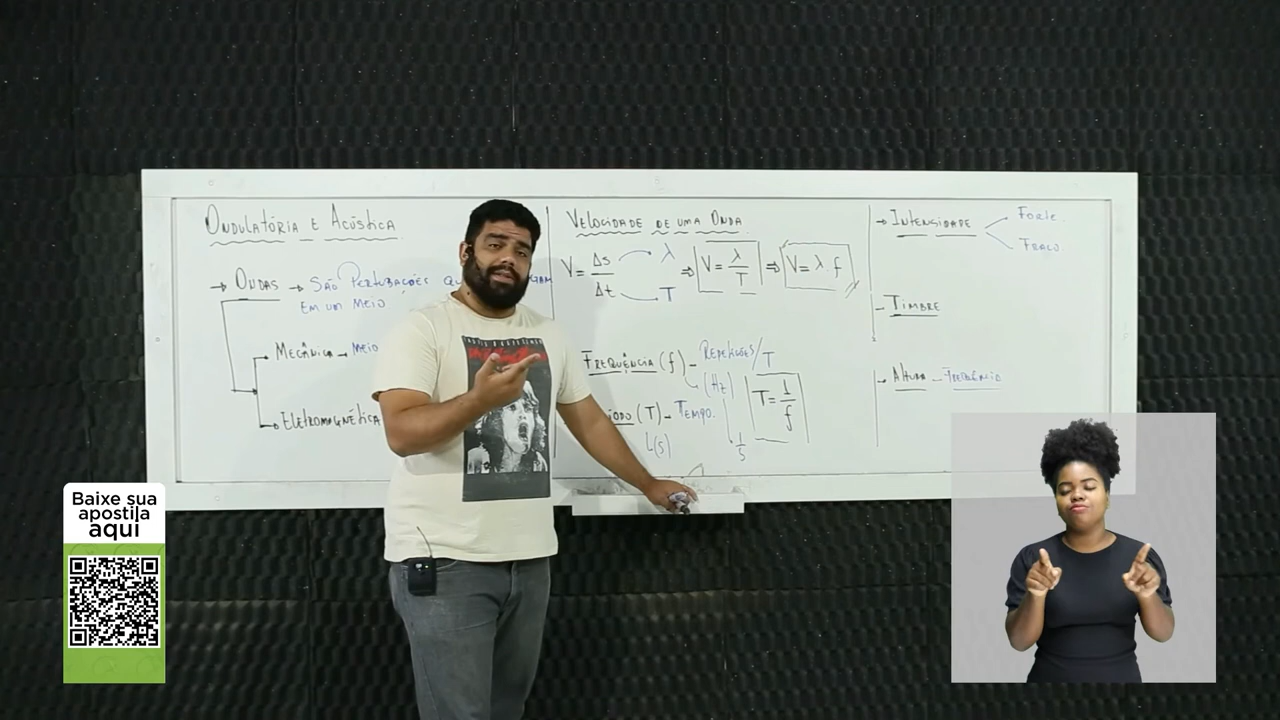 Ondulatória e Acústica
→ Ondas → São Perturbações
em um meio
Mecânica → meio
Eletromagnética
Velocidade de uma Onda
V = Δs/Δt λ T ⇒ V = λ/T ⇒ V = λ.f
Frequência (f) - Repetições/T
(Hz)
T = 1/f
(T) - Tempo.
(s)
1/s
→ Intensidade
Forte.
Fraco.
→ Timbre
→ Altura - Frequência
Baixe sua
apostila
aqui